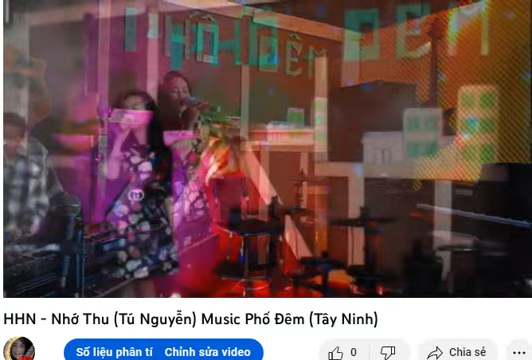 PHỐ ĐÊM
HHN - Nhớ Thu (Tú Nguyễn) Music Phố Đêm (Tây Ninh)
Số liệu phân tí Chỉnh sửa video
0
Chia sẻ